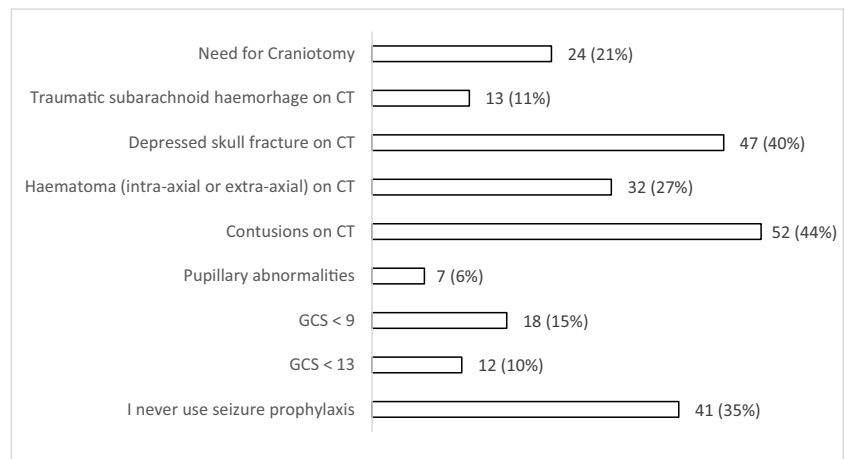 Need for Craniotomy 24 (21%)
Traumatic subarachnoid haemorhage on CT 13 (11%)
Depressed skull fracture on CT 47 (40%)
Haematoma (intra-axial or extra-axial) on CT 32 (27%)
Contusions on CT 52 (44%)
Pupillary abnormalities 7 (6%)
GCS < 9 18 (15%)
GCS < 13 12 (10%)
I never use seizure prophylaxis 41 (35%)